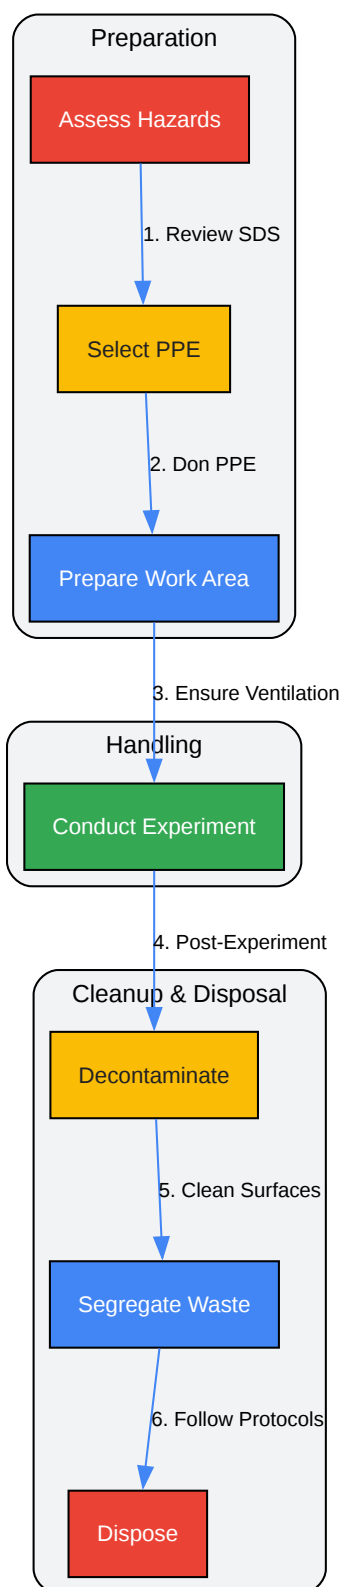 Preparation
Assess Hazards
1. Review SDS
Select PPE
2. Don PPE
Prepare Work Area
3. Ensure Ventilation
Handling
Conduct Experiment
4. Post-Experiment
Cleanup & Disposal
Decontaminate
5. Clean Surfaces
Segregate Waste
6. Follow Protocols
Dispose